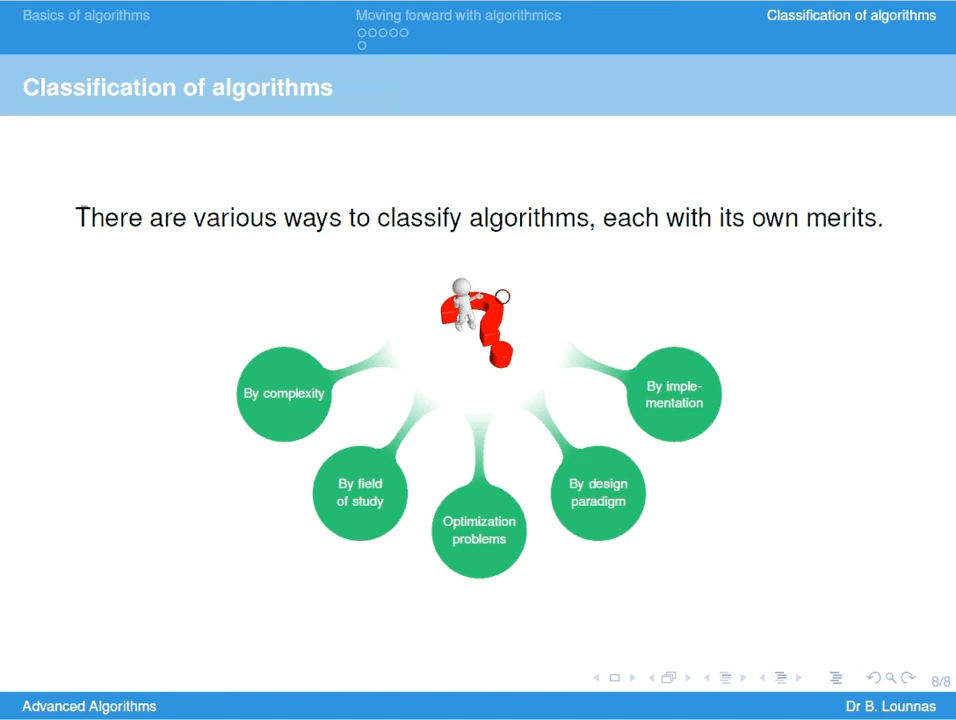 Basics of algorithms
Moving forward with algorithmics
Classification of algorithms
Classification of algorithms
There are various ways to classify algorithms, each with its own merits.
By complexity
By field
of study
Optimization
problems
By design
paradigm
By imple-
mentation
8/8
Advanced Algorithms
Dr B. Lounnas